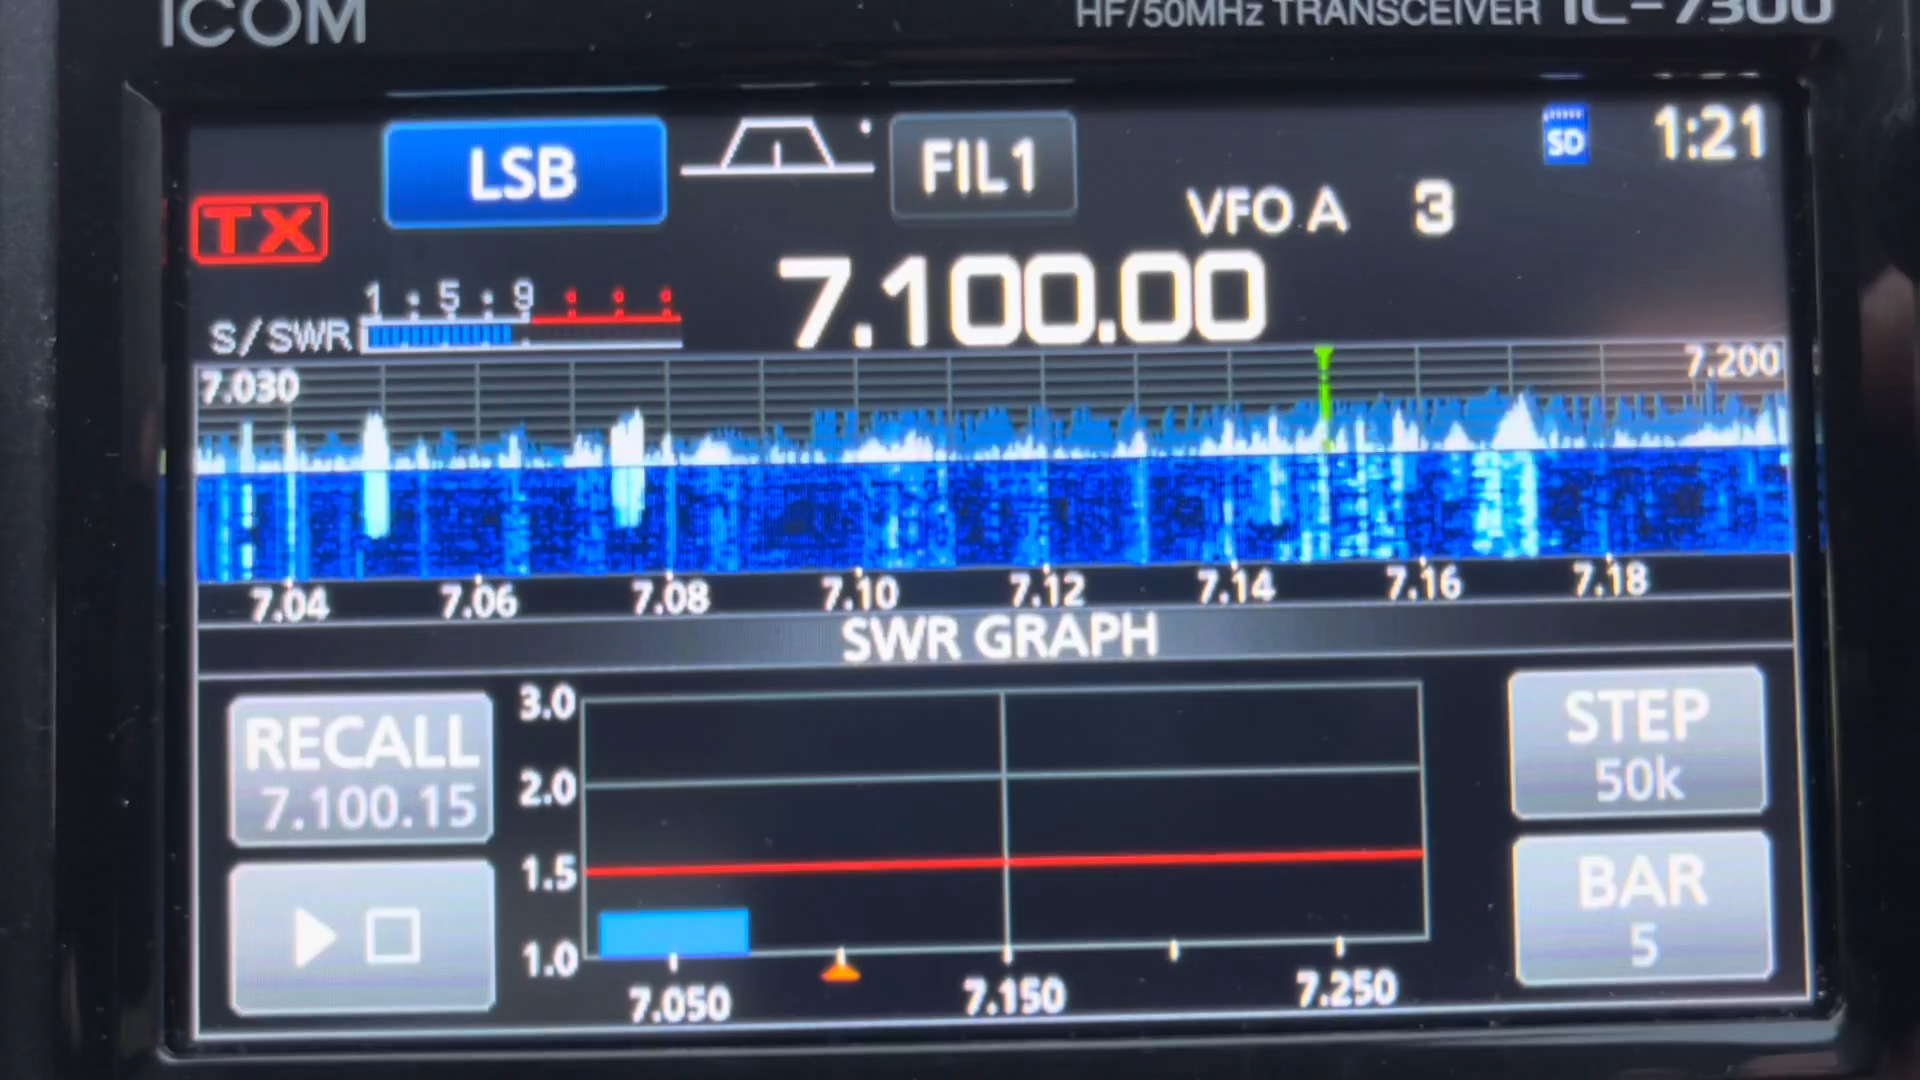 ICOM
HF/50MHz TRANSCEIVER IC-7300
LSB
FIL1
SD
1:21
TX
VFO A 3
1 5 9
7.100.00
S/SWR
7.030
7.200
7.04 7.06 7.08 7.10 7.12 7.14 7.16 7.18
SWR GRAPH
RECALL
7.100.15
3.0
2.0
1.5
1.0
7.050 7.150 7.250
STEP
50k
BAR
5